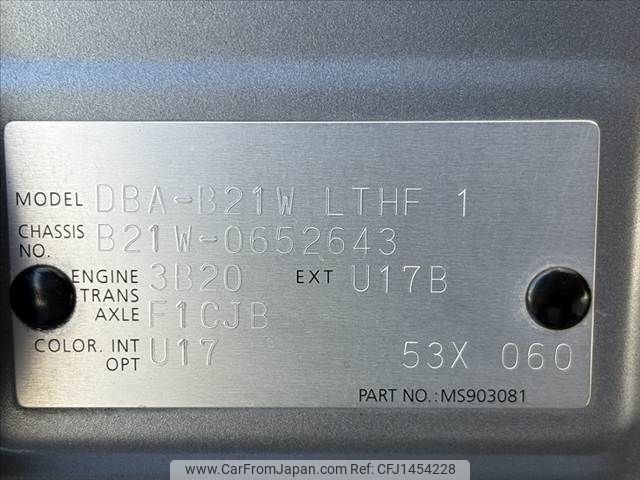 MODEL DBA-B21W LTHF 1
CHASSIS NO. B21W-0652643
ENGINE 3B20 EXT U17B
TRANS AXLE F1CJB
COLOR. INT OPT U17 53X 060
PART NO.: MS903081
www.CarFromJapan.com | CFJ1454228